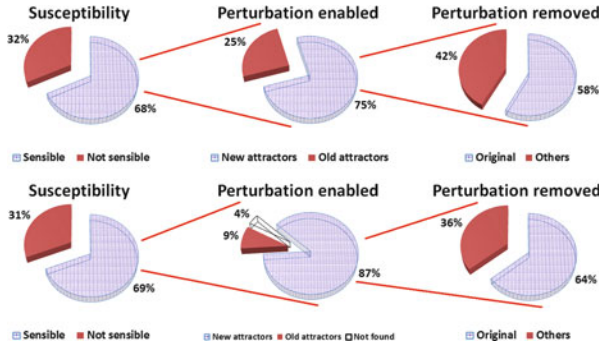 Susceptibility Perturbation enabled Perturbation removed
32% 25% 42%
68% 75% 58%
Sensible Not sensible New attractors Old attractors Original Others
Susceptibility Perturbation enabled Perturbation removed
31% 4% 9% 36%
69% 87% 64%
Sensible Not sensible New attractors Old attractors Not found Original Others